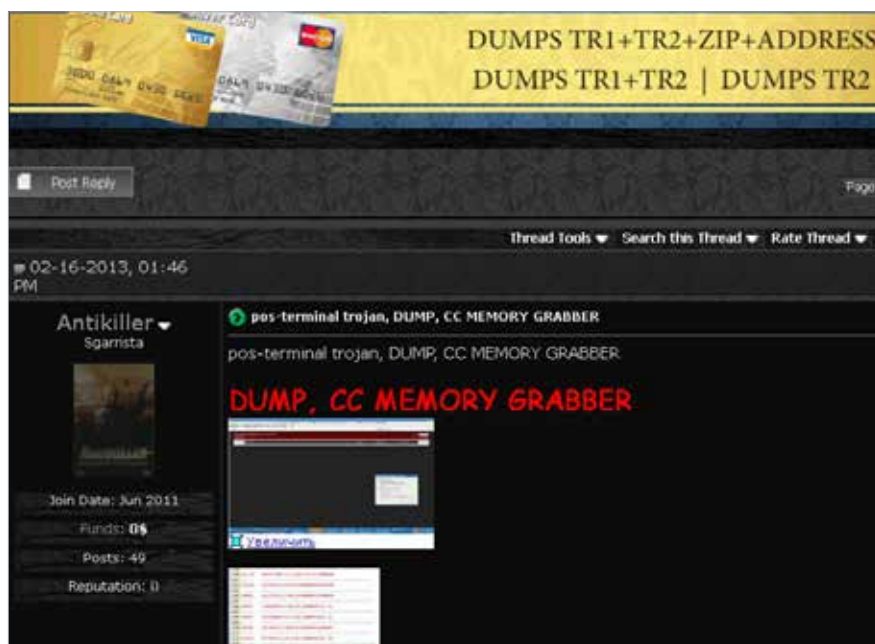 VISA
DUMPS TR1+TR2+ZIP+ADDRESS
DUMPS TR1+TR2 | DUMPS TR2
Post Reply
Page
Thread Tools Search this Thread Rate Thread
02-16-2013, 01:46
PM
Antikiller
Sgarrista
Join Date: Jun 2011
Funds: 0$
Posts: 49
Reputation: 0
pos-terminal trojan, DUMP, CC MEMORY GRABBER
pos-terminal trojan, DUMP, CC MEMORY GRABBER
DUMP, CC MEMORY GRABBER
Увеличить